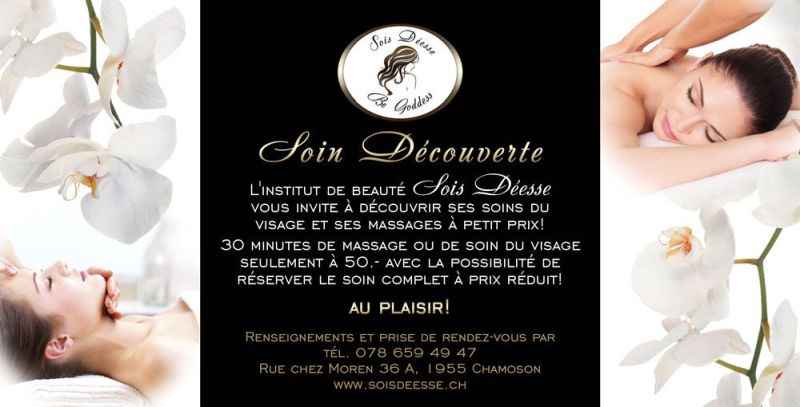 Sois Déesse
Be Goddess
Soin Découverte
L'INSTITUT DE BEAUTÉ Sois Déesse
VOUS INVITE À DÉCOUVRIR SES SOINS DU
VISAGE ET SES MASSAGES À PETIT PRIX!
30 MINUTES DE MASSAGE OU DE SOIN DU VISAGE
SEULEMENT À 50.- AVEC LA POSSIBILITÉ DE
RÉSERVER LE SOIN COMPLET À PRIX RÉDUIT!
AU PLAISIR!
RENSEIGNEMENTS ET PRISE DE RENDEZ-VOUS PAR
TÉL. 078 659 49 47
RUE CHEZ MOREN 36 A, 1955 CHAMOSON
WWW.SOISDEESSE.CH